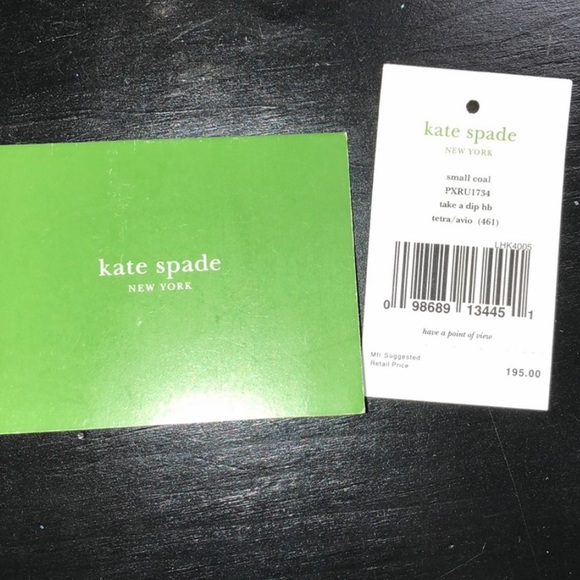 kate spade
NEW YORK
kate spade
NEW YORK
small coal
PXRU1734
take a dip hb
tetra/avio (461)
LHK4005
0 98689 13445 1
have a point of view
Mfr Suggested
Retail Price
195.00